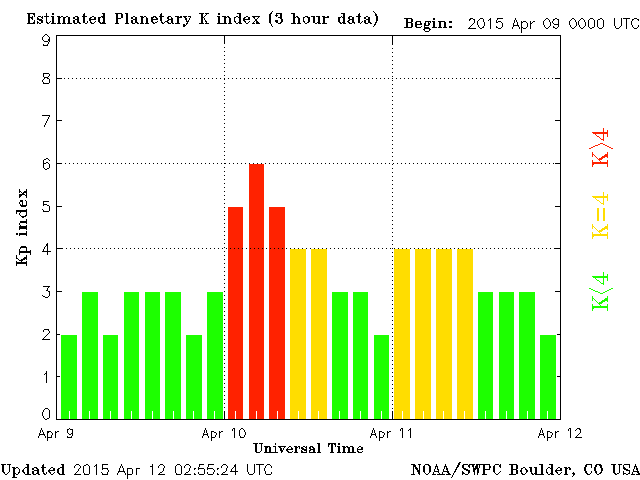 Estimated Planetary K index (3 hour data) Begin: 2015 Apr 09 0000 UTC
9
8
7
6
5
4
3
2
1
0
Kp index
K>4
K=4
K<4
Apr 9 Apr 10 Apr 11 Apr 12
Universal Time
Updated 2015 Apr 12 02:55:24 UTC NOAA/SWPC Boulder, CO USA